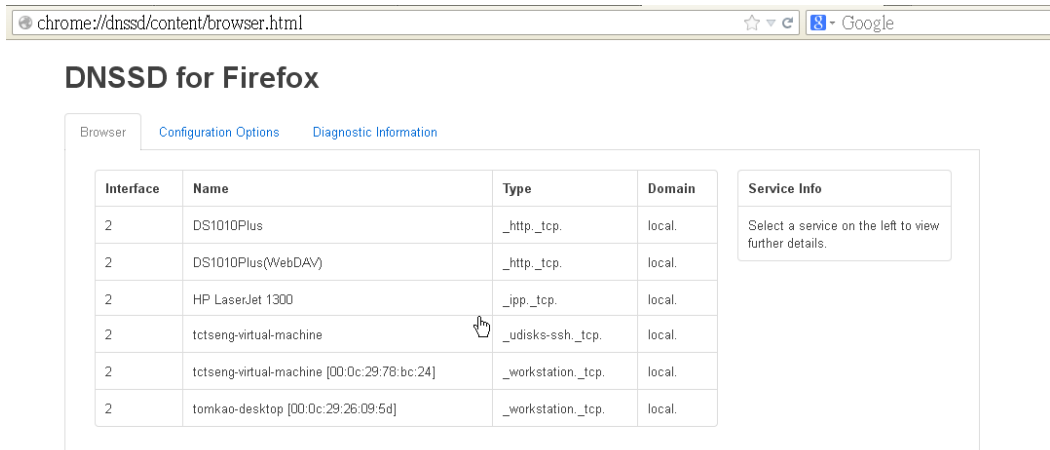 chrome://dnssd/content/browser.html
8 Google
DNSSD for Firefox
Browser Configuration Options Diagnostic Information
Interface Name Type Domain
2 DS1010Plus _http._tcp. local.
2 DS1010Plus(WebDAV) _http._tcp. local.
2 HP LaserJet 1300 _ipp._tcp. local.
2 tctseng-virtual-machine _udisks-ssh._tcp. local.
2 tctseng-virtual-machine [00:0c:29:78:bc:24] _workstation._tcp. local.
2 tomkao-desktop [00:0c:29:26:09:5d] _workstation._tcp. local.
Service Info
Select a service on the left to view
further details.